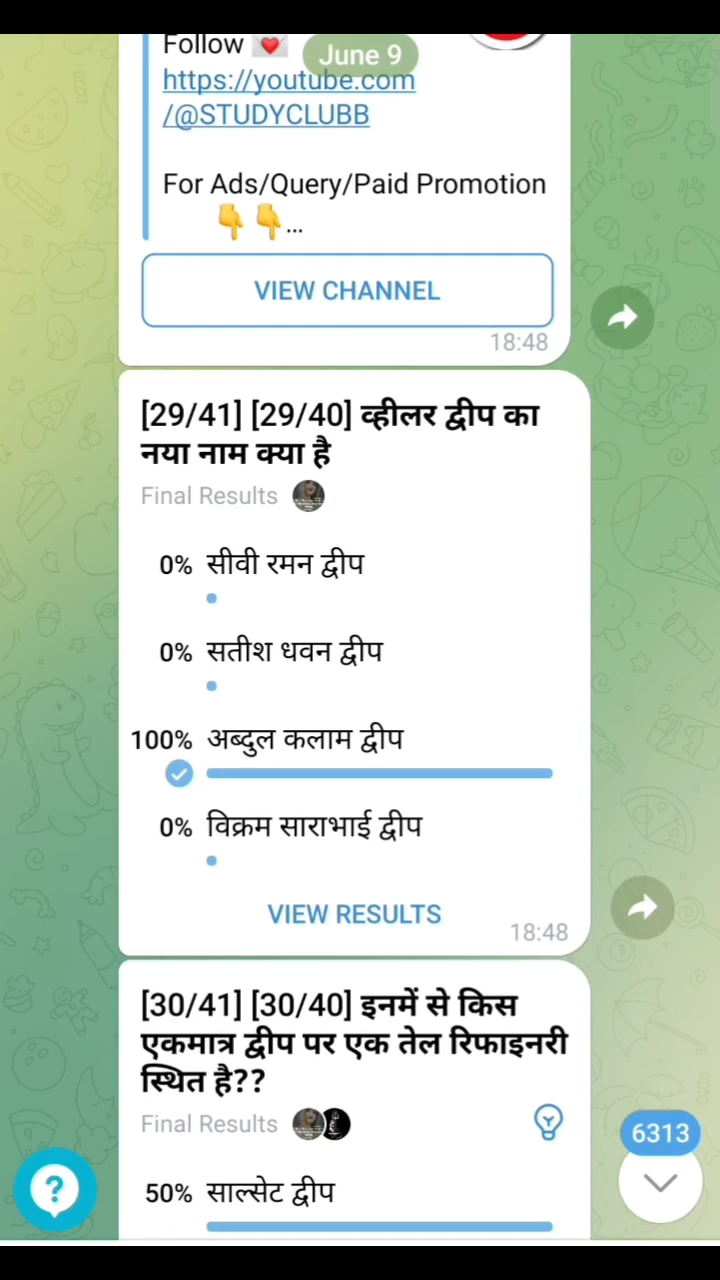 Follow 💌
June 9
https://youtube.com
/@STUDYCLUBB
For Ads/Query/Paid Promotion
👇 👇...
VIEW CHANNEL
18:48
[29/41] [29/40] व्हीलर द्वीप का
नया नाम क्या है
Final Results
0% सीवी रमन द्वीप
0% सतीश धवन द्वीप
100% अब्दुल कलाम द्वीप
0% विक्रम साराभाई द्वीप
VIEW RESULTS
18:48
[30/41] [30/40] इनमें से किस
एकमात्र द्वीप पर एक तेल रिफाइनरी
स्थित है??
Final Results
6313
?
50% साल्सेट द्वीप